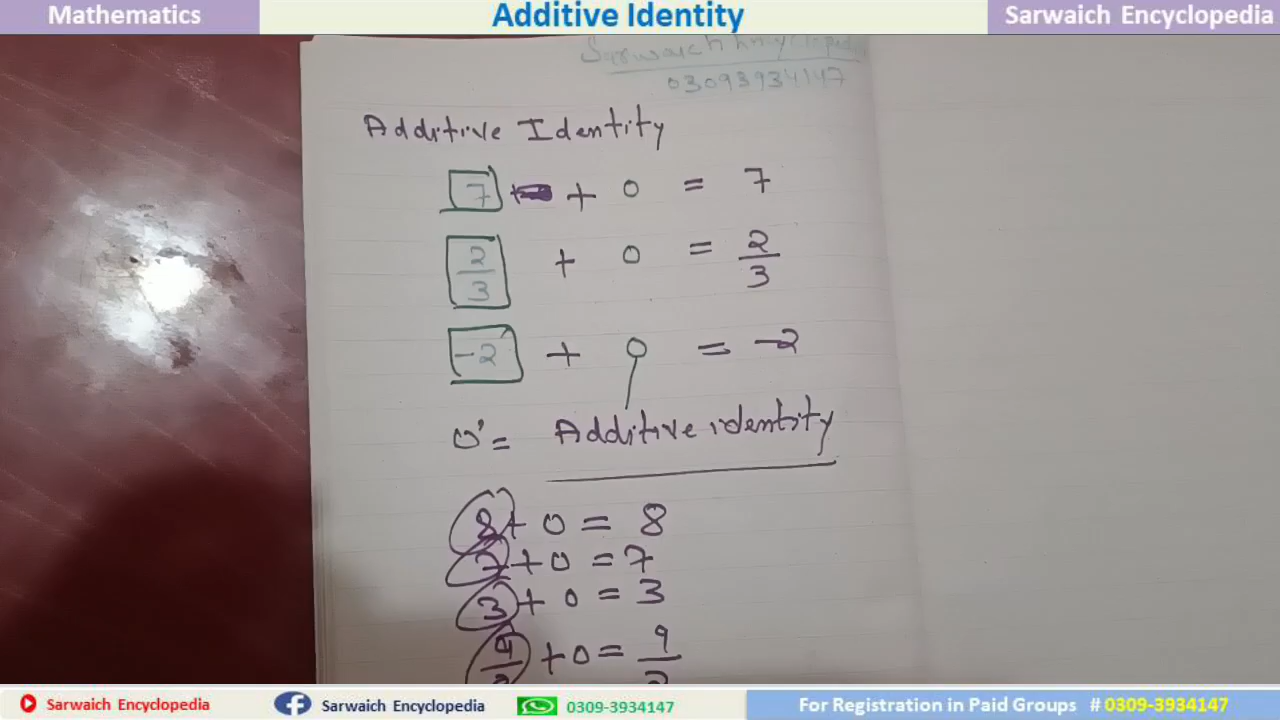 Mathematics
Additive Identity
Sarwaich Encyclopedia
03093934147
Additive Identity
7 + 0 = 7
2/3 + 0 = 2/3
-2 + 0 = -2
0 = Additive identity
8 + 0 = 8
7 + 0 = 7
3 + 0 = 3
+ 0 =
Sarwaich Encyclopedia
Sarwaich Encyclopedia
0309-3934147
For Registration in Paid Groups # 0309-3934147